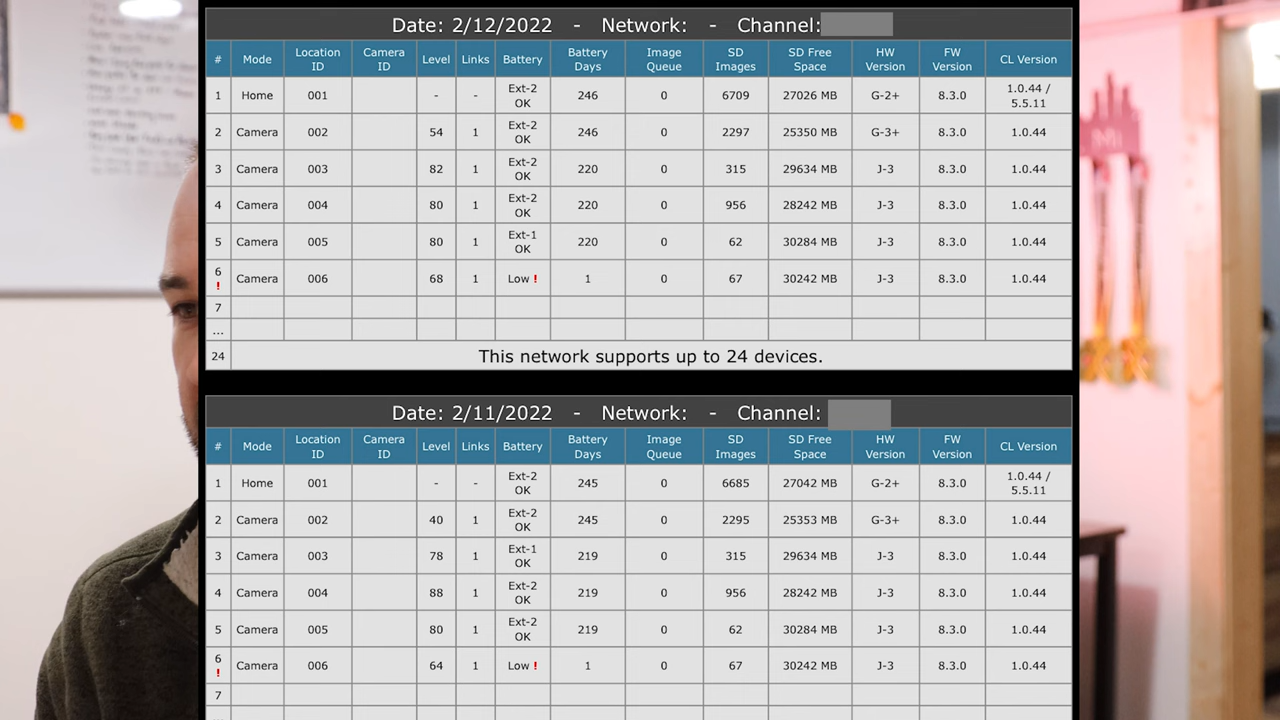 Date: 2/12/2022 - Network: - Channel:
# Mode Location ID Camera ID Level Links Battery Battery Days Image Queue SD Images SD Free Space HW Version FW Version CL Version
1 Home 001 - - Ext-2 OK 246 0 6709 27026 MB G-2+ 8.3.0 1.0.44 / 5.5.11
2 Camera 002 54 1 Ext-2 OK 246 0 2297 25350 MB G-3+ 8.3.0 1.0.44
3 Camera 003 82 1 Ext-2 OK 220 0 315 29634 MB J-3 8.3.0 1.0.44
4 Camera 004 80 1 Ext-2 OK 220 0 956 28242 MB J-3 8.3.0 1.0.44
5 Camera 005 80 1 Ext-1 OK 220 0 62 30284 MB J-3 8.3.0 1.0.44
6 ! Camera 006 68 1 Low ! 1 0 67 30242 MB J-3 8.3.0 1.0.44
7
...
24 This network supports up to 24 devices.
Date: 2/11/2022 - Network: - Channel:
# Mode Location ID Camera ID Level Links Battery Battery Days Image Queue SD Images SD Free Space HW Version FW Version CL Version
1 Home 001 - - Ext-2 OK 245 0 6685 27042 MB G-2+ 8.3.0 1.0.44 / 5.5.11
2 Camera 002 40 1 Ext-2 OK 245 0 2295 25353 MB G-3+ 8.3.0 1.0.44
3 Camera 003 78 1 Ext-1 OK 219 0 315 29634 MB J-3 8.3.0 1.0.44
4 Camera 004 88 1 Ext-2 OK 219 0 956 28242 MB J-3 8.3.0 1.0.44
5 Camera 005 80 1 Ext-2 OK 219 0 62 30284 MB J-3 8.3.0 1.0.44
6 ! Camera 006 64 1 Low ! 1 0 67 30242 MB J-3 8.3.0 1.0.44
7